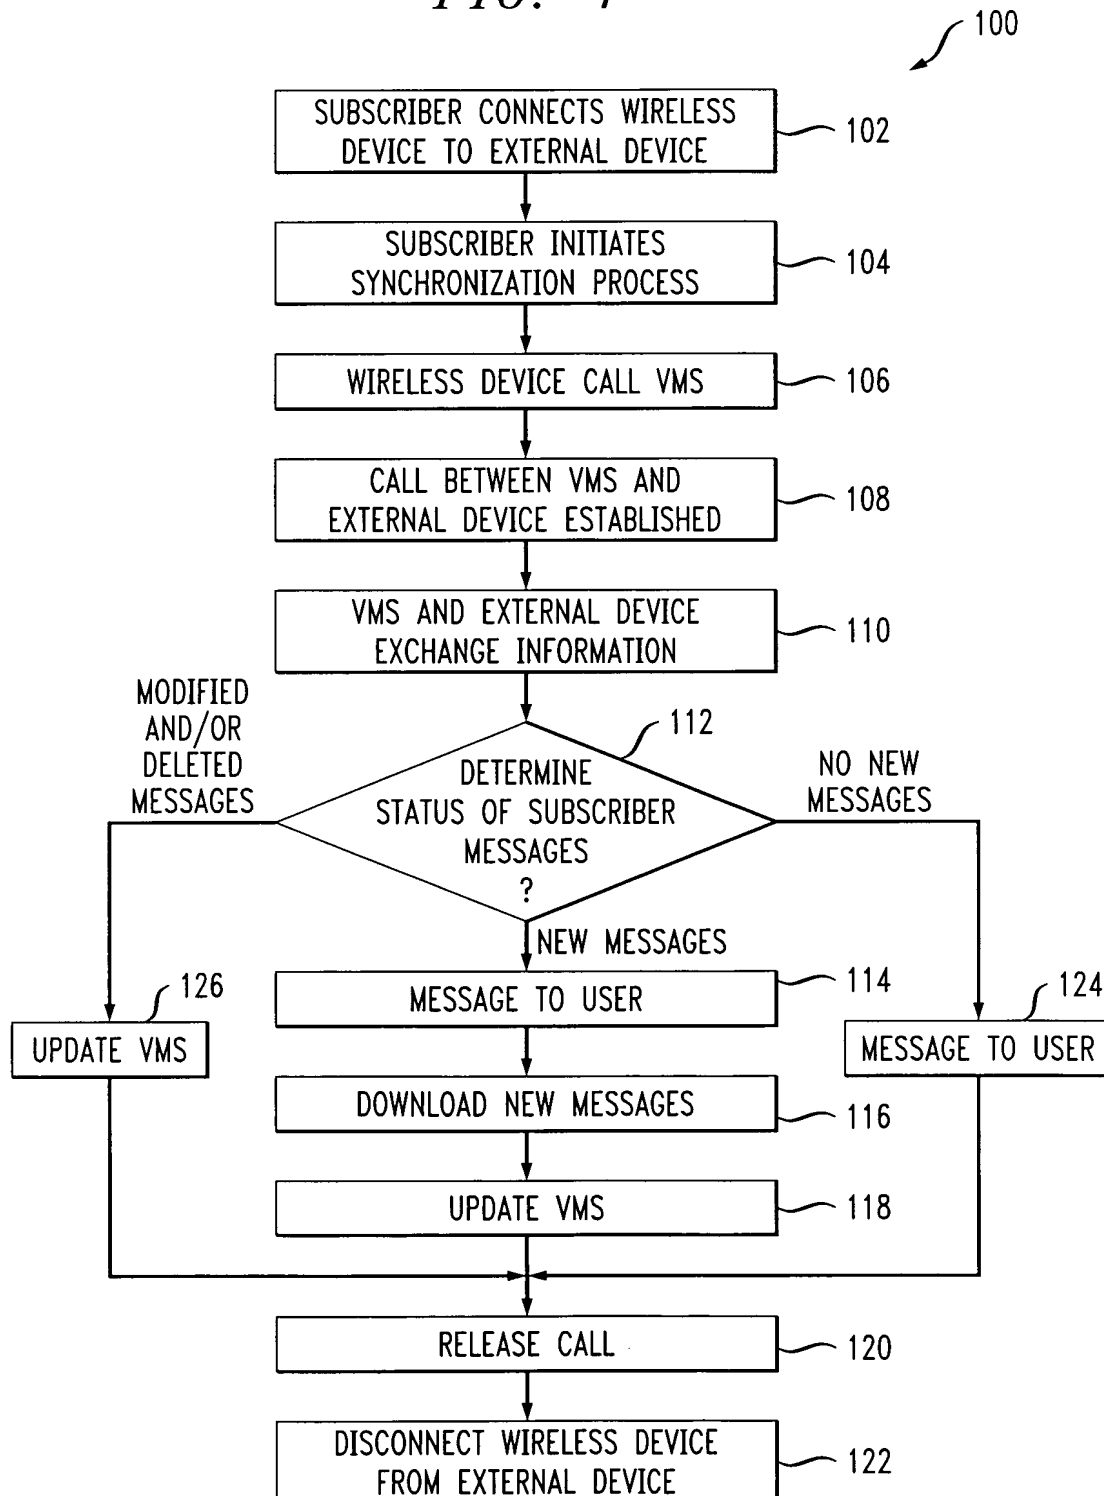 FIG. 4
100
SUBSCRIBER CONNECTS WIRELESS
DEVICE TO EXTERNAL DEVICE
102
SUBSCRIBER INITIATES
SYNCHRONIZATION PROCESS
104
WIRELESS DEVICE CALL VMS
106
CALL BETWEEN VMS AND
EXTERNAL DEVICE ESTABLISHED
108
VMS AND EXTERNAL DEVICE
EXCHANGE INFORMATION
110
MODIFIED
AND/OR
DELETED
MESSAGES
112
DETERMINE
STATUS OF SUBSCRIBER
MESSAGES
?
NO NEW
MESSAGES
NEW MESSAGES
126
UPDATE VMS
MESSAGE TO USER
114
124
MESSAGE TO USER
DOWNLOAD NEW MESSAGES
116
UPDATE VMS
118
RELEASE CALL
120
DISCONNECT WIRELESS DEVICE
FROM EXTERNAL DEVICE
122